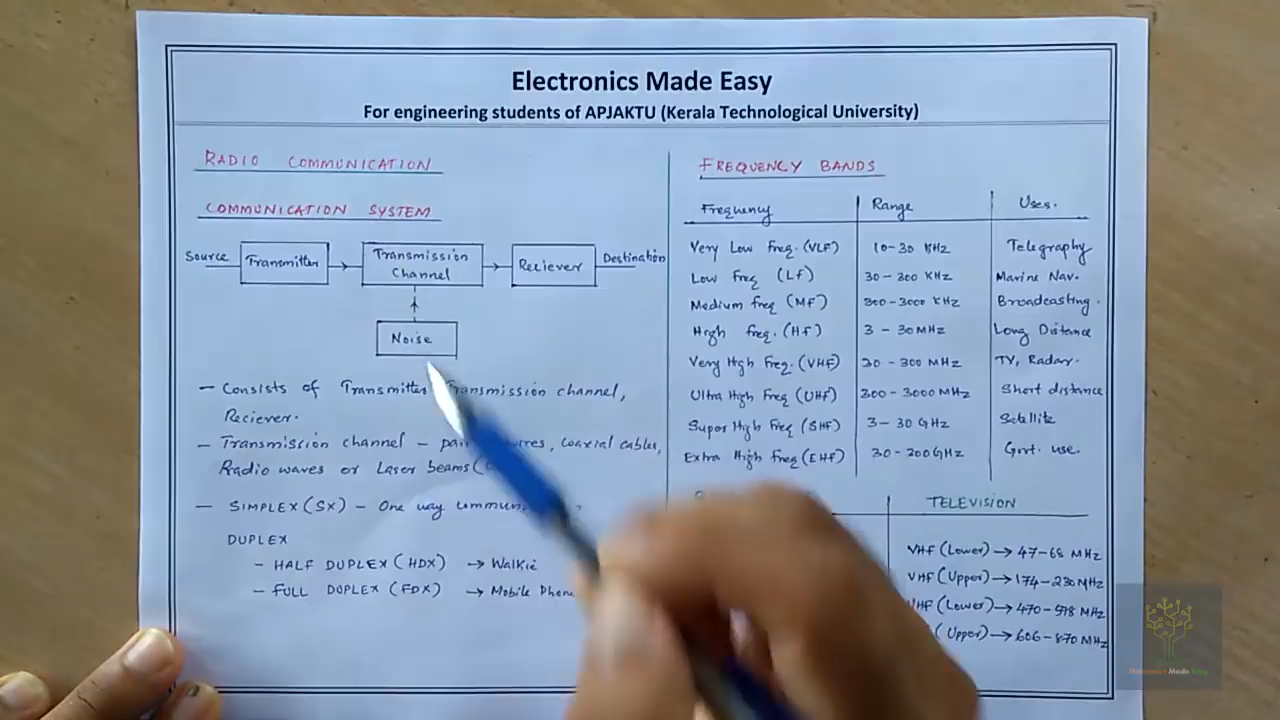 Electronics Made Easy
For engineering students of APJAKTU (Kerala Technological University)
RADIO COMMUNICATION
COMMUNICATION SYSTEM
Source
Transmitter
Transmission
Channel
Reciever
Destination
Noise
- Consists of Transmitter Transmission channel,
Reciever.
- Transmission channel - coaxial cables,
Radio waves or Laser beams
- SIMPLEX (SX) - One way
DUPLEX
- HALF DUPLEX (HDX) → Walkie
- FULL DUPLEX (FDX) → Mobile Phone
FREQUENCY BANDS
Frequency Range Uses.
Very Low Freq. (VLF) 10-30 KHz Telegraphy
Low Freq (LF) 30-300 KHz Marine Nav.
Medium freq (MF) 300-3000 KHz Broadcasting.
High freq. (HF) 3-30 MHz Long Distance
Very High Freq. (VHF) 30-300 MHz TV, Radar.
Ultra High Freq (UHF) 300-3000 MHz Short distance
Super High Freq (SHF) 3-30 GHz Satellite
Extra High Freq (EHF) 30-300 GHz Govt. use
TELEVISION
VHF (Lower) → 47-68 MHz
VHF (Upper) → 174-230 MHz
UHF (Lower) → 470-598 MHz
(Upper) → 606-870 MHz
Electronics Made Easy